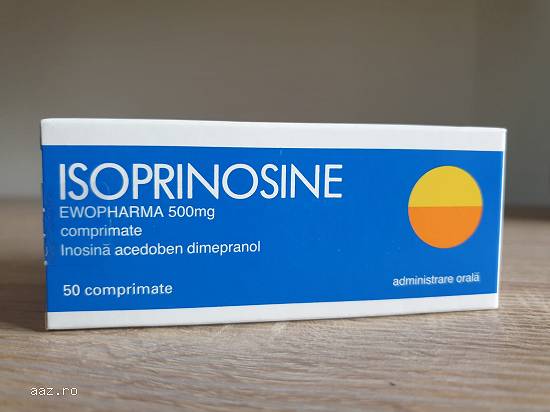 ISOPRINOSINE
EWOPHARMA 500mg
comprimate
Inosină acedoben dimepranol
50 comprimate
administrare orală
aaz.ro